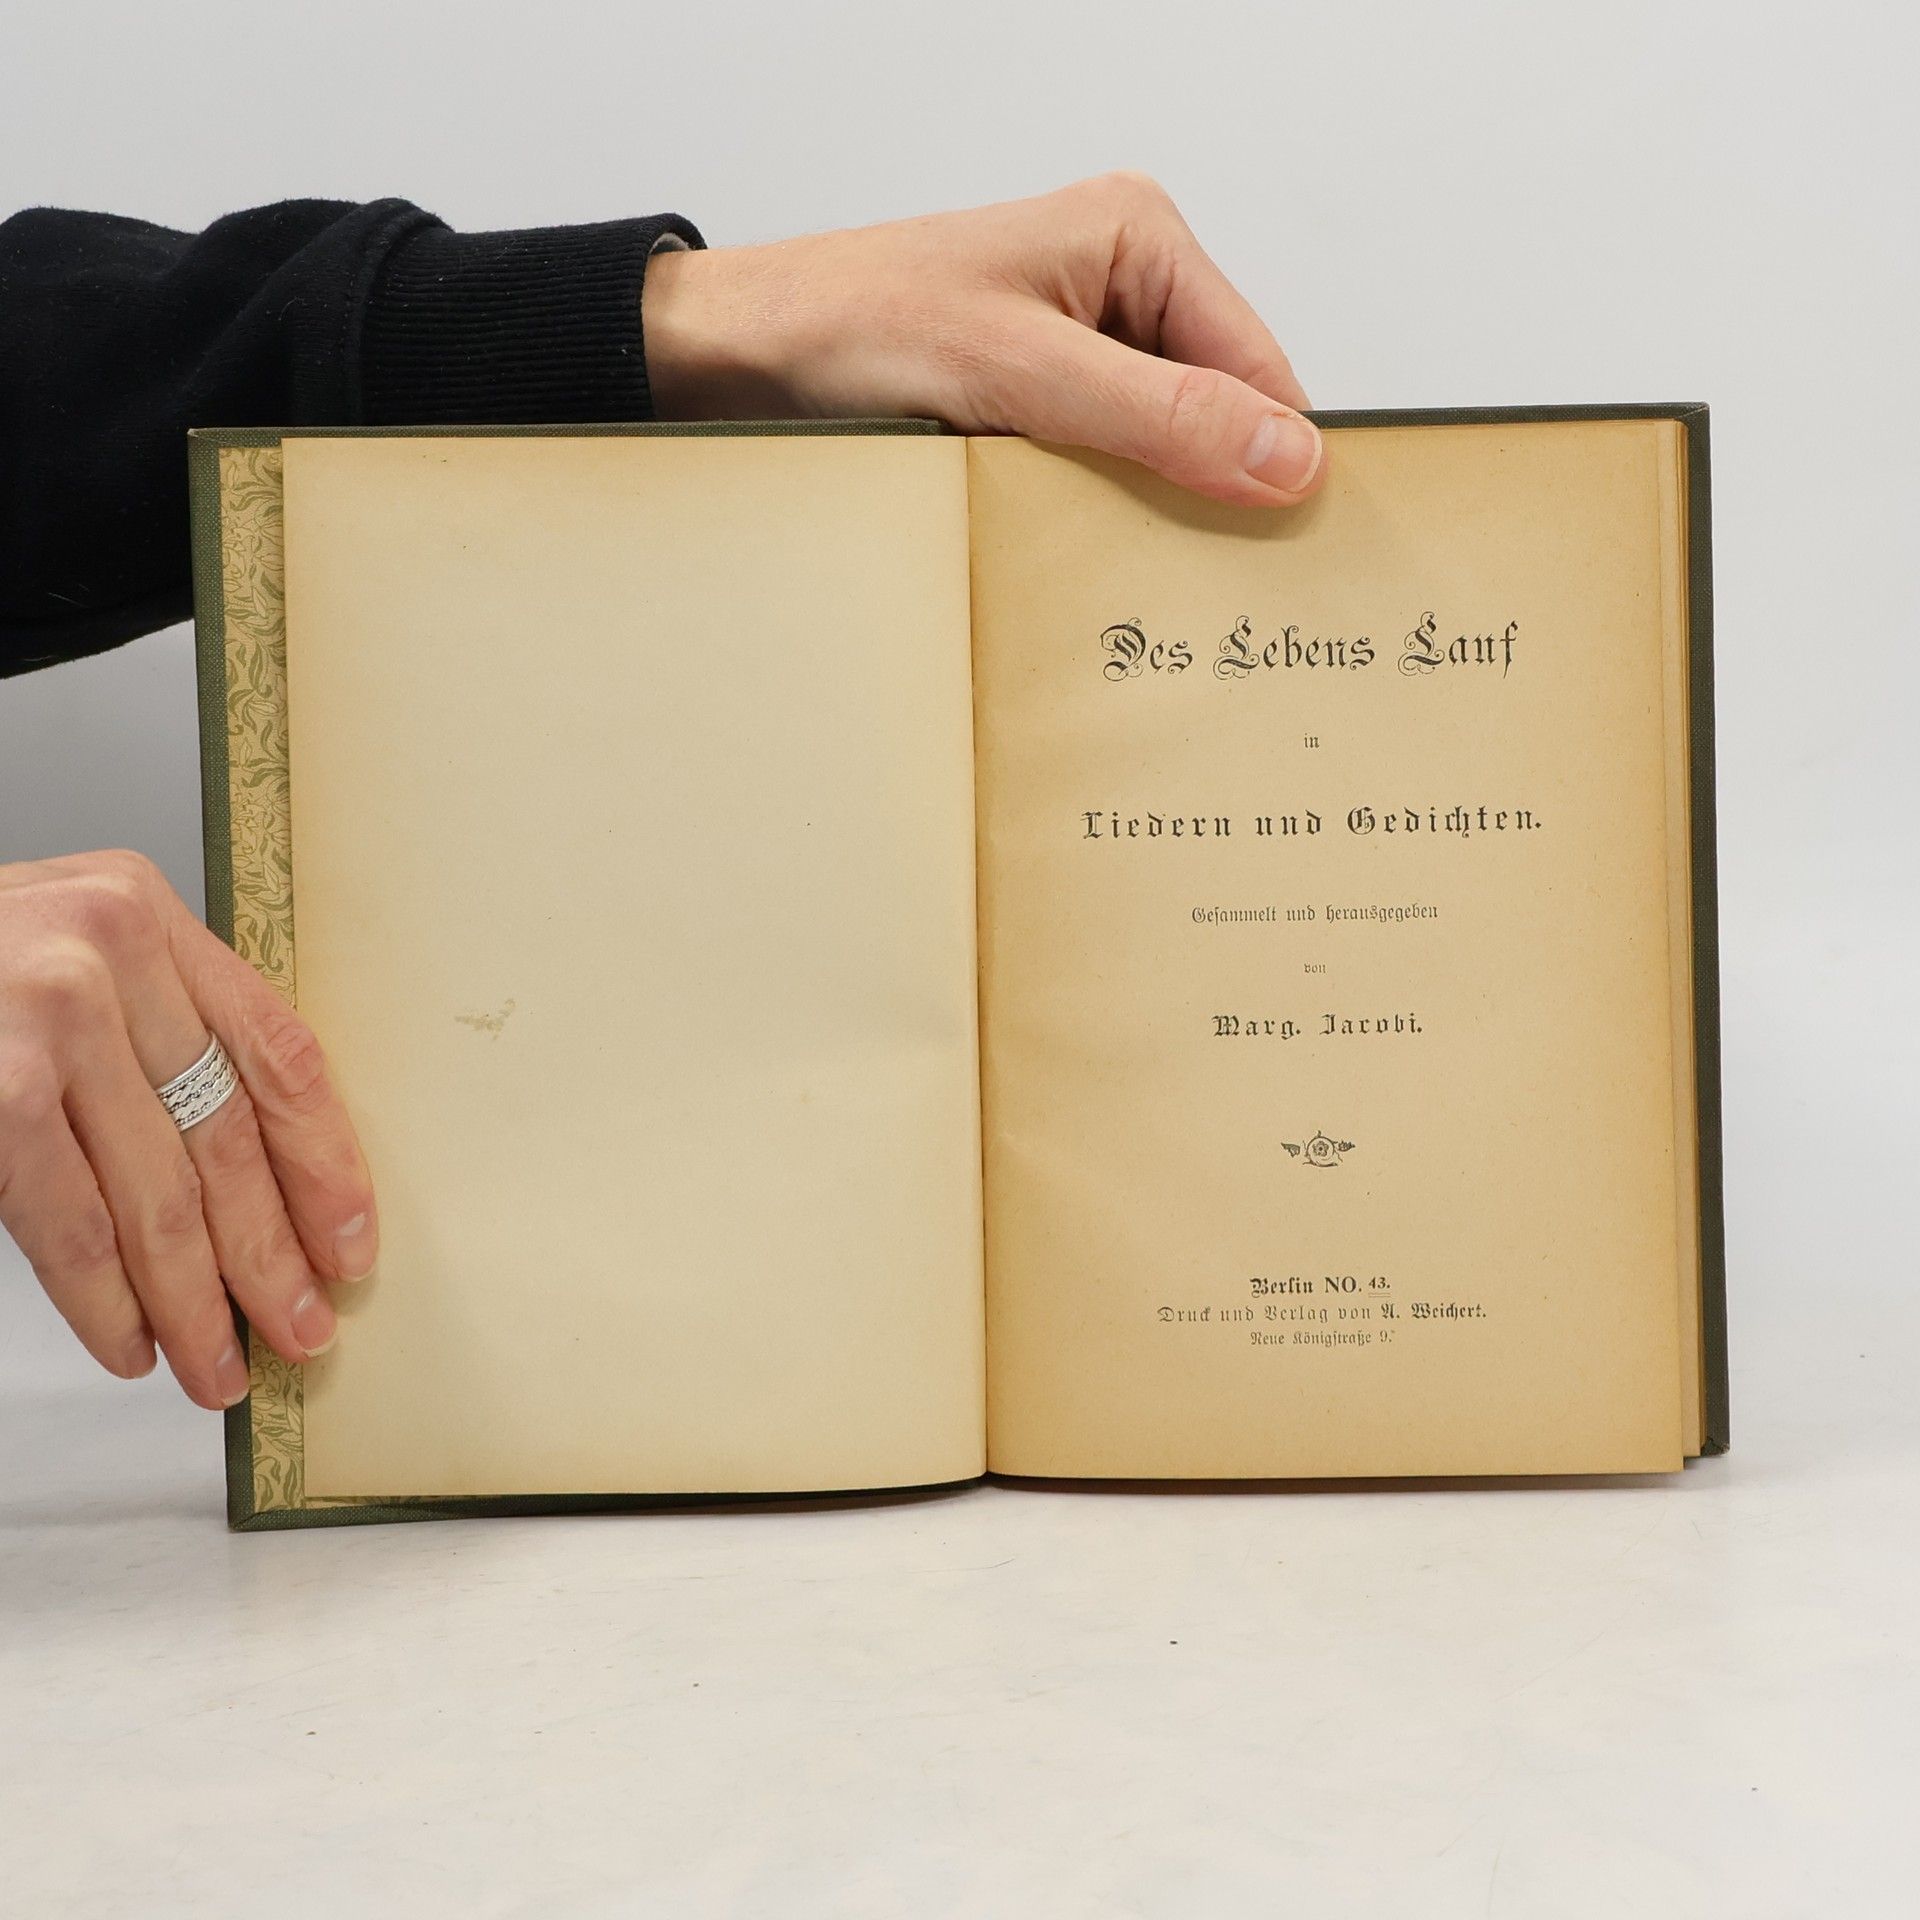 Des Lebens Lauf
in
Liedern und Gedichten.
Gesammelt und herausgegeben
von
Marg. Jacobi.
Berlin NO. 43.
Druck und Verlag von A. Weichert.
Neue Königstraße 9.